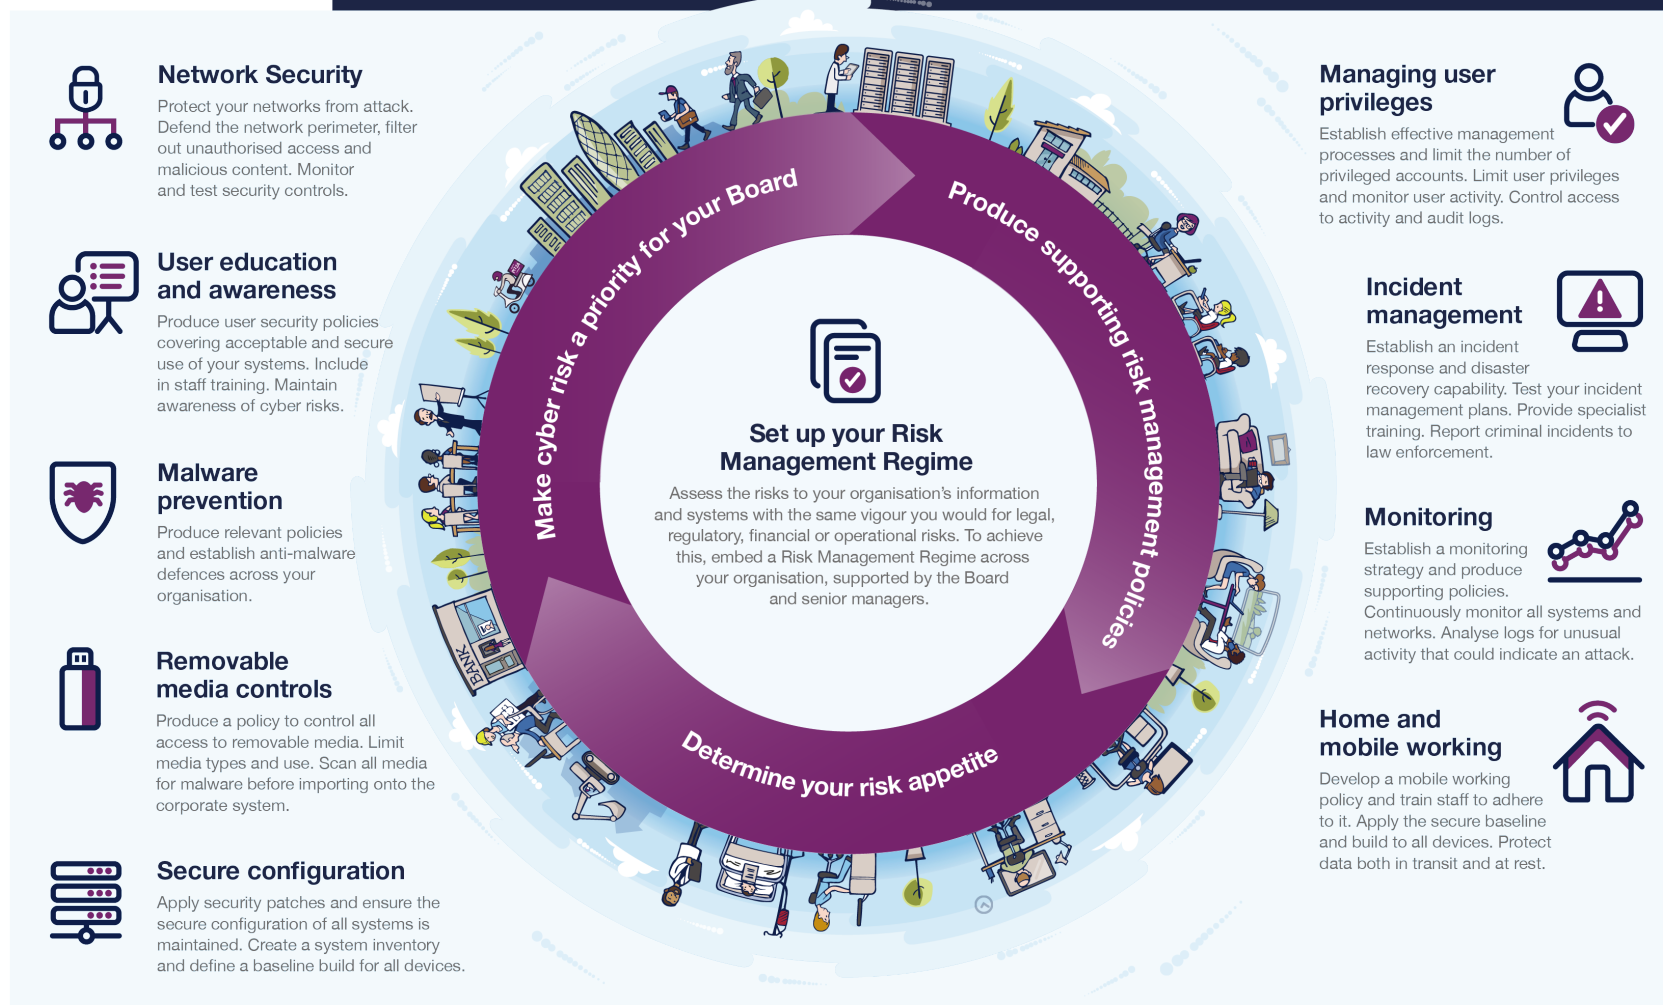 Network Security
Protect your networks from attack.
Defend the network perimeter, filter
out unauthorised access and
malicious content. Monitor
and test security controls.
User education
and awareness
Produce user security policies
covering acceptable and secure
use of your systems. Include
in staff training. Maintain
awareness of cyber risks.
Malware
prevention
Produce relevant policies
and establish anti-malware
defences across your
organisation.
Removable
media controls
Produce a policy to control all
access to removable media. Limit
media types and use. Scan all media
for malware before importing onto the
corporate system.
Secure configuration
Apply security patches and ensure the
secure configuration of all systems is
maintained. Create a system inventory
and define a baseline build for all devices.
Make cyber risk a priority for your Board
Produce supporting risk management policies
Determine your risk appetite
BANK
Set up your Risk
Management Regime
Assess the risks to your organisation’s information
and systems with the same vigour you would for legal,
regulatory, financial or operational risks. To achieve
this, embed a Risk Management Regime across
your organisation, supported by the Board
and senior managers.
Managing user
privileges
Establish effective management
processes and limit the number of
privileged accounts. Limit user privileges
and monitor user activity. Control access
to activity and audit logs.
Incident
management
Establish an incident
response and disaster
recovery capability. Test your incident
management plans. Provide specialist
training. Report criminal incidents to
law enforcement.
Monitoring
Establish a monitoring
strategy and produce
supporting policies.
Continuously monitor all systems and
networks. Analyse logs for unusual
activity that could indicate an attack.
Home and
mobile working
Develop a mobile working
policy and train staff to adhere
to it. Apply the secure baseline
and build to all devices. Protect
data both in transit and at rest.